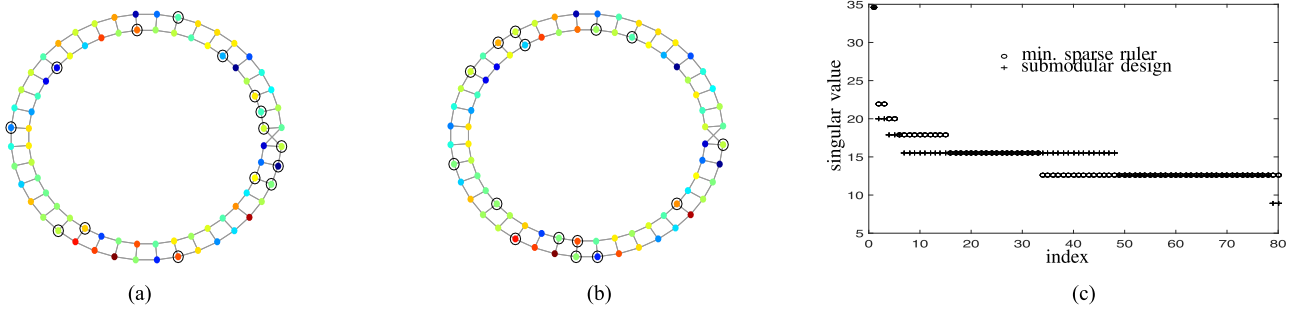 35
30
25
20
15
10
5
singular value
min. sparse ruler
submodular design
0 10 20 30 40 50 60 70 80
index
(a) (b) (c)